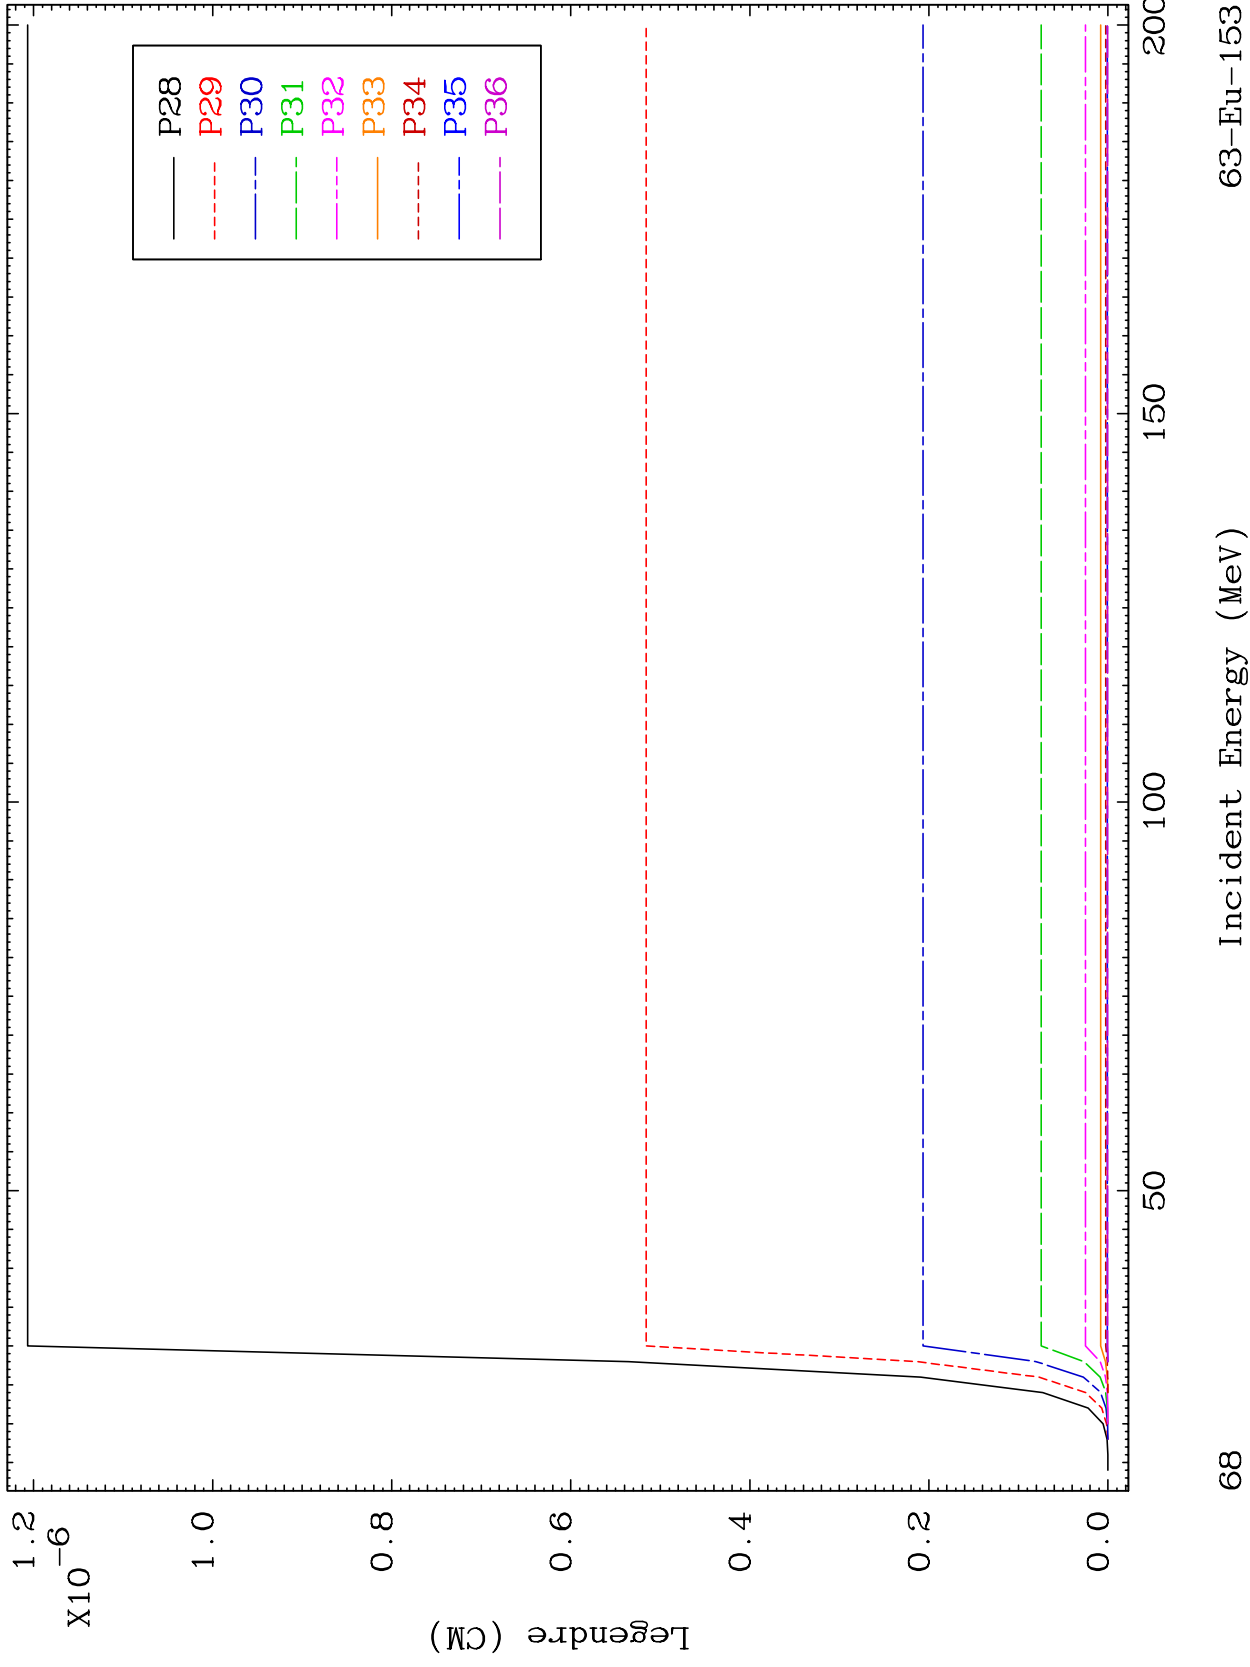 P28
P29
P30
P31
P32
P33
P34
P35
P36
1.2
X10-6
1.0
0.8
0.6
0.4
0.2
0.0
Legendre (CM)
50
100
150
200
Incident Energy (MeV)
68
63-Eu-153